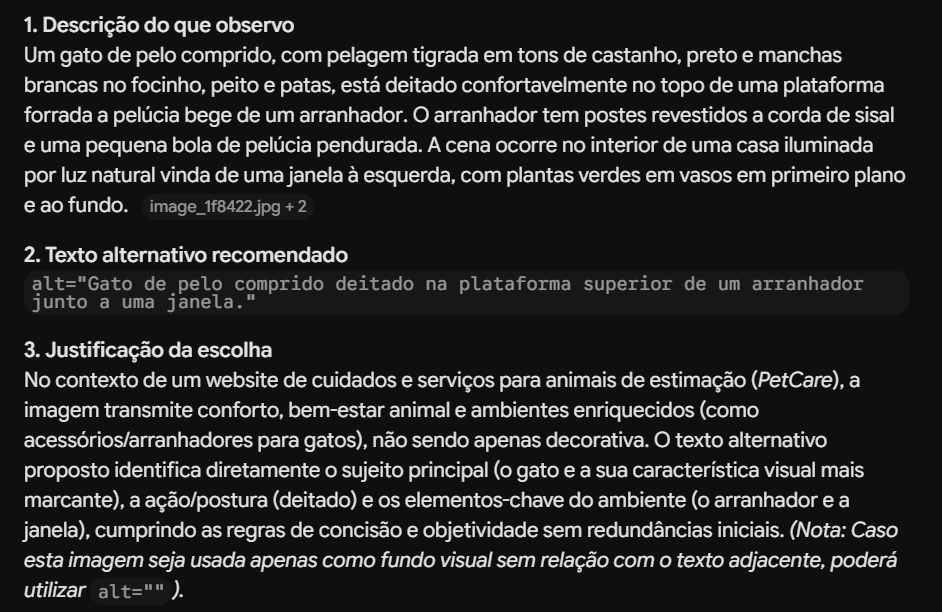 1. Descrição do que observo
Um gato de pelo comprido, com pelagem tigrada em tons de castanho, preto e manchas
brancas no focinho, peito e patas, está deitado confortavelmente no topo de uma plataforma
forrada a pelúcia bege de um arranhador. O arranhador tem postes revestidos a corda de sisal
e uma pequena bola de pelúcia pendurada. A cena ocorre no interior de uma casa iluminada
por luz natural vinda de uma janela à esquerda, com plantas verdes em vasos em primeiro plano
e ao fundo. image_1f8422.jpg + 2
2. Texto alternativo recomendado
alt="Gato de pelo comprido deitado na plataforma superior de um arranhador
junto a uma janela."
3. Justificação da escolha
No contexto de um website de cuidados e serviços para animais de estimação (PetCare), a
imagem transmite conforto, bem-estar animal e ambientes enriquecidos (como
acessórios/arranhadores para gatos), não sendo apenas decorativa. O texto alternativo
proposto identifica diretamente o sujeito principal (o gato e a sua característica visual mais
marcante), a ação/postura (deitado) e os elementos-chave do ambiente (o arranhador e a
janela), cumprindo as regras de concisão e objetividade sem redundâncias iniciais. (Nota: Caso
esta imagem seja usada apenas como fundo visual sem relação com o texto adjacente, poderá
utilizar alt="" ).